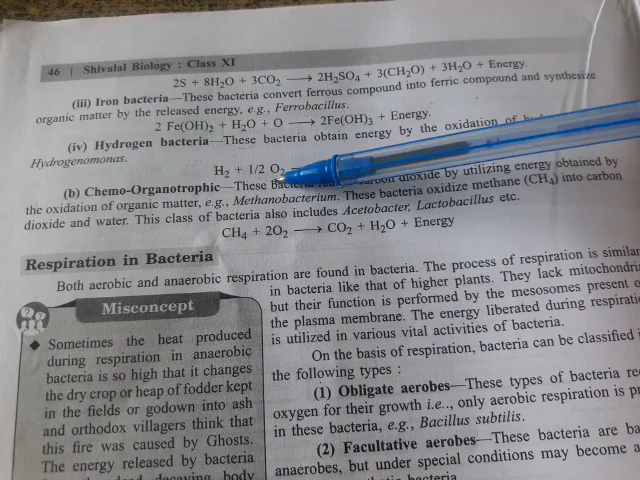 46 | Shivalal Biology : Class XI
2S + 8H₂O + 3CO₂ ⟶ 2H₂SO₄ + 3(CH₂O) + 3H₂O + Energy.
(iii) Iron bacteria—These bacteria convert ferrous compound into ferric compound and synthesize
organic matter by the released energy, e.g., Ferrobacillus.
2 Fe(OH)₂ + H₂O + O ⟶ 2Fe(OH)₃ + Energy.
(iv) Hydrogen bacteria—These bacteria obtain energy by the oxidation of
Hydrogenomonas.
H₂ + 1/2 O₂
(b) Chemo-Organotrophic—These dioxide by utilizing energy obtained by
the oxidation of organic matter, e.g., Methanobacterium. These bacteria oxidize methane (CH₄) into carbon
dioxide and water. This class of bacteria also includes Acetobacter, Lactobacillus etc.
CH₄ + 2O₂ ⟶ CO₂ + H₂O + Energy
Respiration in Bacteria
Both aerobic and anaerobic respiration are found in bacteria. The process of respiration is similar
in bacteria like that of higher plants. They lack mitochondri
but their function is performed by the mesosomes present o
the plasma membrane. The energy liberated during respirati
is utilized in various vital activities of bacteria.
On the basis of respiration, bacteria can be classified i
the following types :
(1) Obligate aerobes—These types of bacteria re
oxygen for their growth i.e.., only aerobic respiration is pr
in these bacteria, e.g., Bacillus subtilis.
(2) Facultative aerobes—These bacteria are ba
anaerobes, but under special conditions may become a
bacteria
Misconcept
◆ Sometimes the heat produced
during respiration in anaerobic
bacteria is so high that it changes
the dry crop or heap of fodder kept
in the fields or godown into ash
and orthodox villagers think that
this fire was caused by Ghosts.
The energy released by bacteria
decaying body